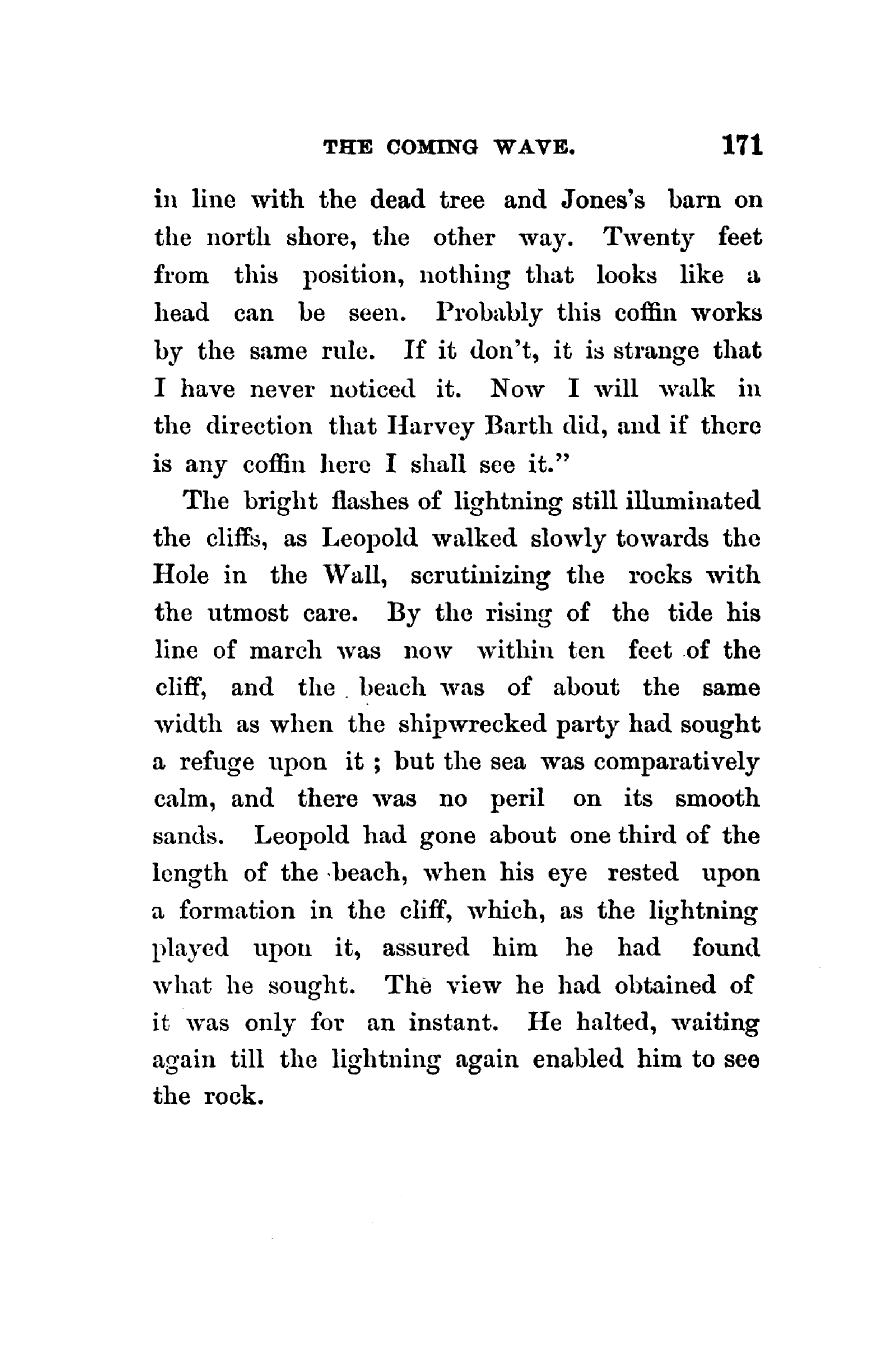 THE COMING WAVE. 171
in line with the dead tree and Jones's barn on
the north shore, the other way. Twenty feet
from this position, nothing that looks like a
head can be seen. Probably this coffin works
by the same rule. If it don't, it is strange that
I have never noticed it. Now I will walk in
the direction that Harvey Barth did, and if there
is any coffin here I shall see it."
The bright flashes of lightning still illuminated
the cliffs, as Leopold walked slowly towards the
Hole in the Wall, scrutinizing the rocks with
the utmost care. By the rising of the tide his
line of march was now within ten feet of the
cliff, and the beach was of about the same
width as when the shipwrecked party had sought
a refuge upon it ; but the sea was comparatively
calm, and there was no peril on its smooth
sands. Leopold had gone about one third of the
length of the beach, when his eye rested upon
a formation in the cliff, which, as the lightning
played upon it, assured him he had found
what he sought. The view he had obtained of
it was only for an instant. He halted, waiting
again till the lightning again enabled him to see
the rock.